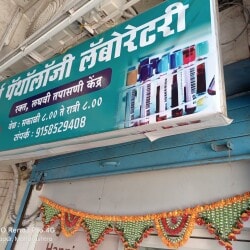 पॅथॉलॉजी लॅबोरेटरी
रक्त, लघवी तपासणी केंद्र
वेळ : सकाळी ८.०० ते रात्री ८.००
संपर्क : 9158529408